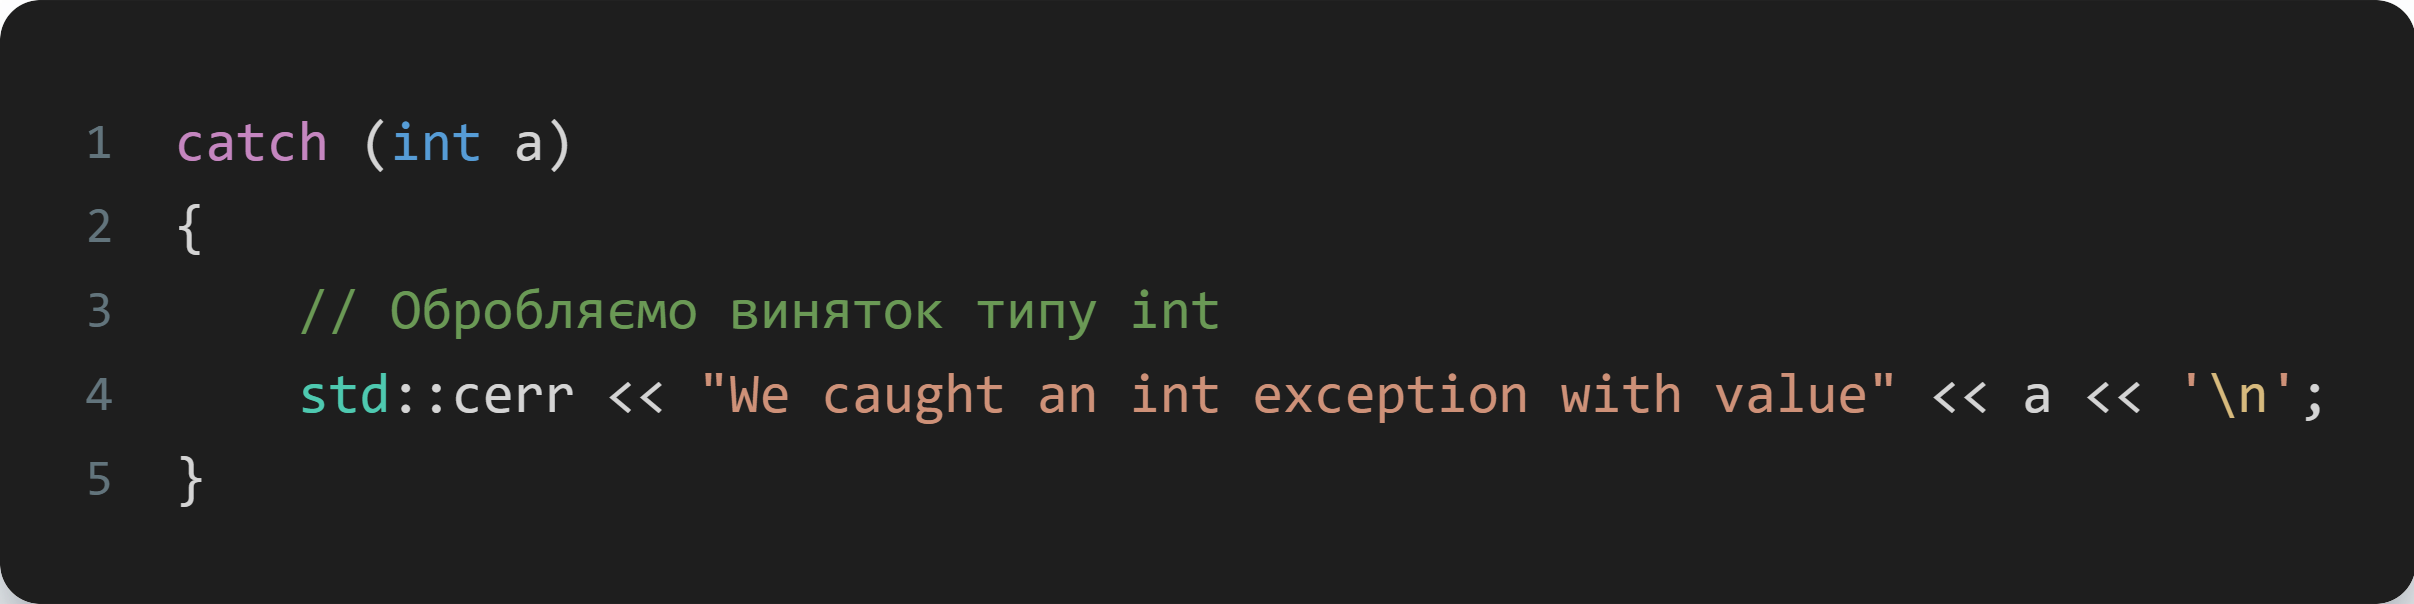 1 catch (int a)
2 {
3     // Обробляємо виняток типу int
4     std::cerr << "We caught an int exception with value" << a << '\n';
5 }